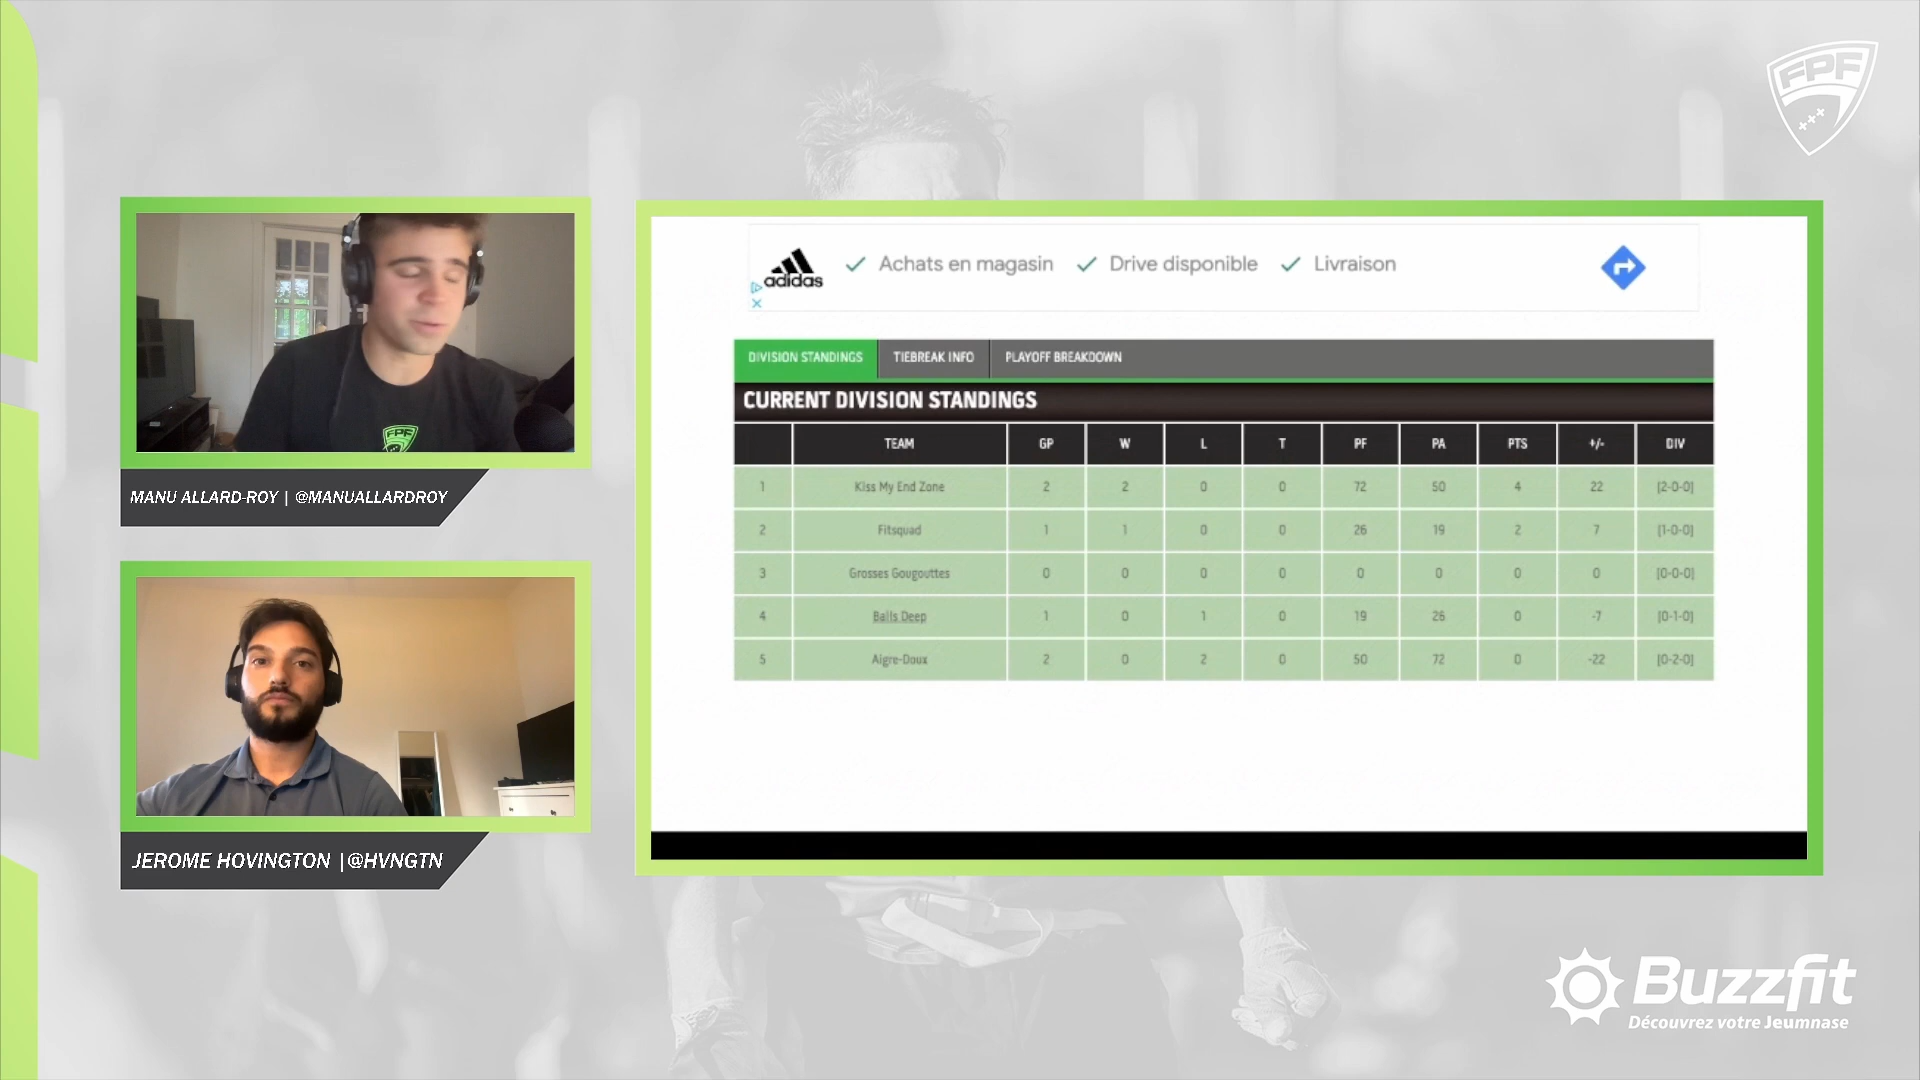 FPF
FPF
MANU ALLARD-ROY | @MANUALLARDROY
JEROME HOVINGTON |@HVNGTN
adidas
Achats en magasin
Drive disponible
Livraison
DIVISION STANDINGS TIEBREAK INFO PLAYOFF BREAKDOWN
CURRENT DIVISION STANDINGS
TEAM GP W L T PF PA PTS +/- DIV
1 Kiss My End Zone 2 2 0 0 72 50 4 22 [2-0-0]
2 Fitsquad 1 1 0 0 26 19 2 7 [1-0-0]
3 Grosses Gougouttes 0 0 0 0 0 0 0 0 [0-0-0]
4 Balls Deep 1 0 1 0 19 26 0 -7 [0-1-0]
5 Aigre-Doux 2 0 2 0 50 72 0 -22 [0-2-0]
Buzzfit
Découvrez votre Jeumnase